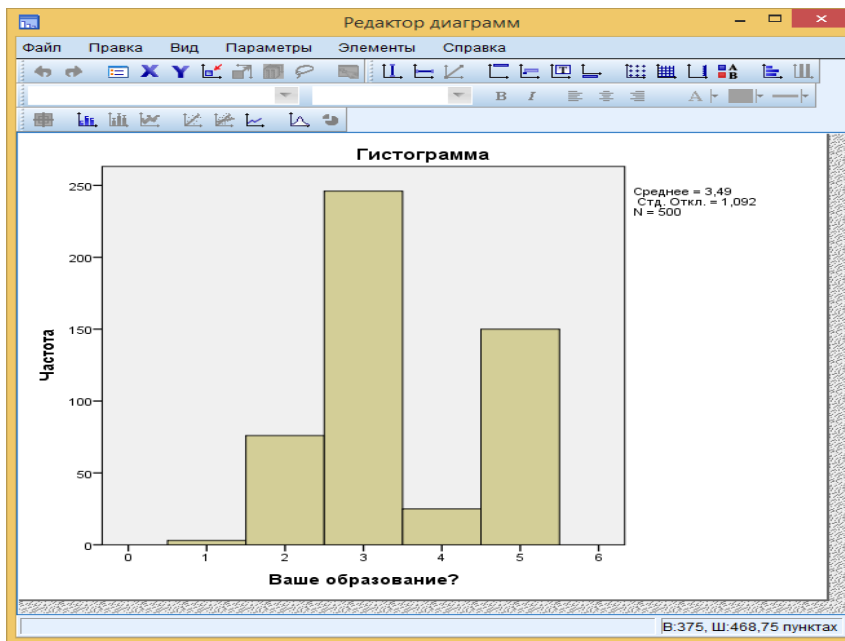 Редактор диаграмм
Файл Правка Вид Параметры Элементы Справка
X Y
B I A
Гистограмма
Среднее = 3,49
Стд. Откл. = 1,092
N = 500
Частота
250
200
150
100
50
0
0 1 2 3 4 5 6
Ваше образование?
В:375, Ш:468,75 пунктах